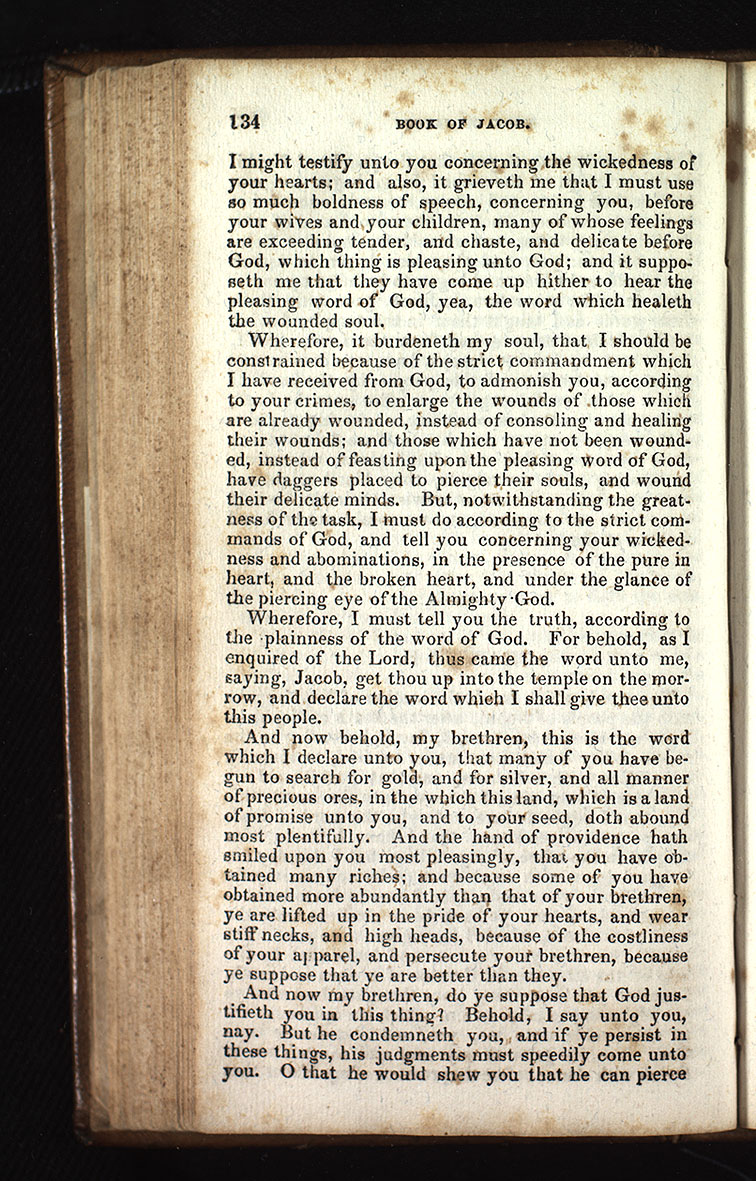 134 BOOK OF JACOB.
I might testify unto you concerning the wickedness of
your hearts; and also, it grieveth me that I must use
so much boldness of speech, concerning you, before
your wives and your children, many of whose feelings
are exceeding tender, and chaste, and delicate before
God, which thing is pleasing unto God; and it suppo-
seth me that they have come up hither to hear the
pleasing word of God, yea, the word which healeth
the wounded soul.
Wherefore, it burdeneth my soul, that I should be
constrained because of the strict commandment which
I have received from God, to admonish you, according
to your crimes, to enlarge the wounds of those which
are already wounded, instead of consoling and healing
their wounds; and those which have not been wound-
ed, instead of feasting upon the pleasing word of God,
have daggers placed to pierce their souls, and wound
their delicate minds. But, notwithstanding the great-
ness of the task, I must do according to the strict com-
mands of God, and tell you concerning your wicked-
ness and abominations, in the presence of the pure in
heart, and the broken heart, and under the glance of
the piercing eye of the Almighty God.
Wherefore, I must tell you the truth, according to
the plainness of the word of God. For behold, as I
enquired of the Lord, thus came the word unto me,
saying, Jacob, get thou up into the temple on the mor-
row, and declare the word which I shall give thee unto
this people.
And now behold, my brethren, this is the word
which I declare unto you, that many of you have be-
gun to search for gold, and for silver, and all manner
of precious ores, in the which this land, which is a land
of promise unto you, and to your seed, doth abound
most plentifully. And the hand of providence hath
smiled upon you most pleasingly, that you have ob-
tained many riches; and because some of you have
obtained more abundantly than that of your brethren,
ye are lifted up in the pride of your hearts, and wear
stiff necks, and high heads, because of the costliness
of your apparel, and persecute your brethren, because
ye suppose that ye are better than they.
And now my brethren, do ye suppose that God jus-
tifieth you in this thing? Behold, I say unto you,
nay. But he condemneth you, and if ye persist in
these things, his judgments must speedily come unto
you. O that he would shew you that he can pierce